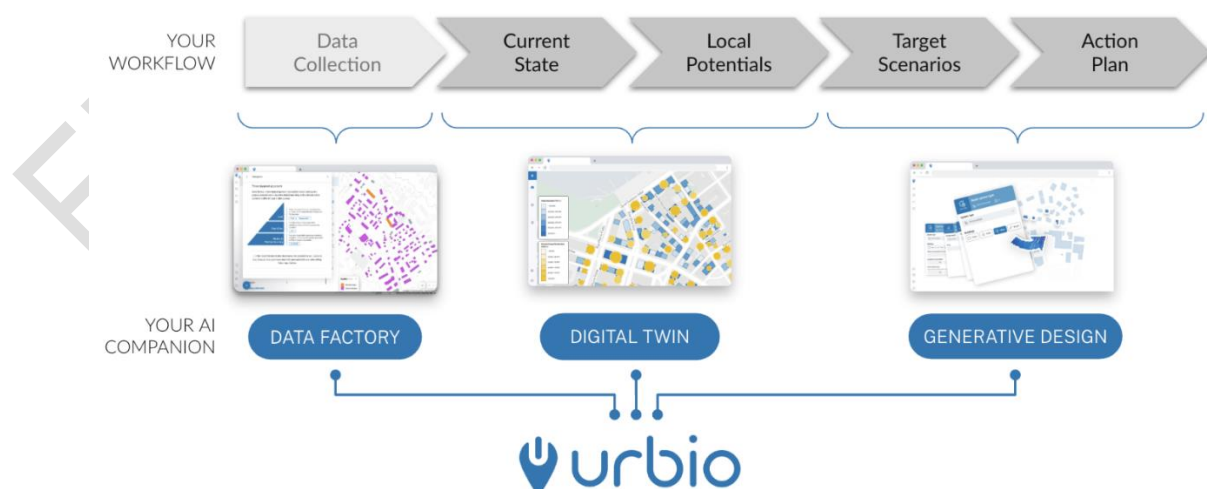 YOUR
WORKFLOW
Data
Collection
Current
State
Local
Potentials
Target
Scenarios
Action
Plan
YOUR AI
COMPANION
DATA FACTORY
DIGITAL TWIN
GENERATIVE DESIGN
urbio